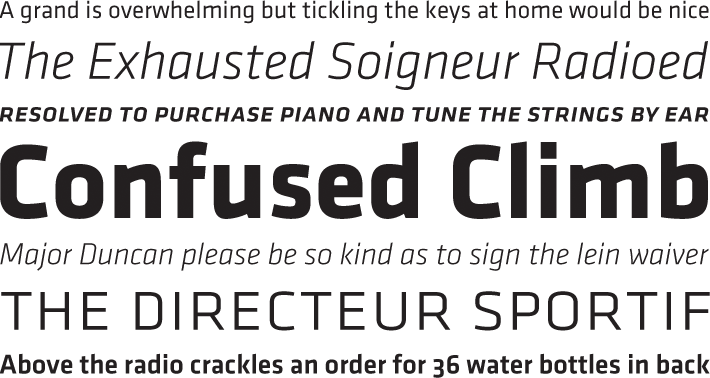 A grand is overwhelming but tickling the keys at home would be nice
The Exhausted Soigneur Radioed
RESOLVED TO PURCHASE PIANO AND TUNE THE STRINGS BY EAR
Confused Climb
Major Duncan please be so kind as to sign the lein waiver
THE DIRECTEUR SPORTIF
Above the radio crackles an order for 36 water bottles in back